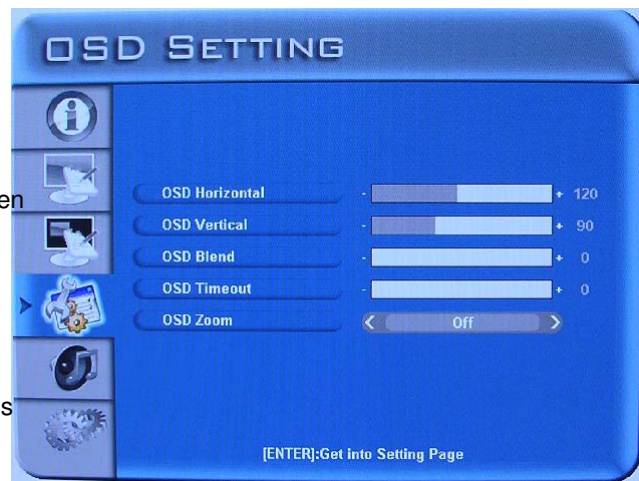 OSD SETTING
en
OSD Horizontal - + 120
OSD Vertical - + 90
OSD Blend - + 0
OSD Timeout - + 0
OSD Zoom < Off >
s
[ENTER]:Get into Setting Page